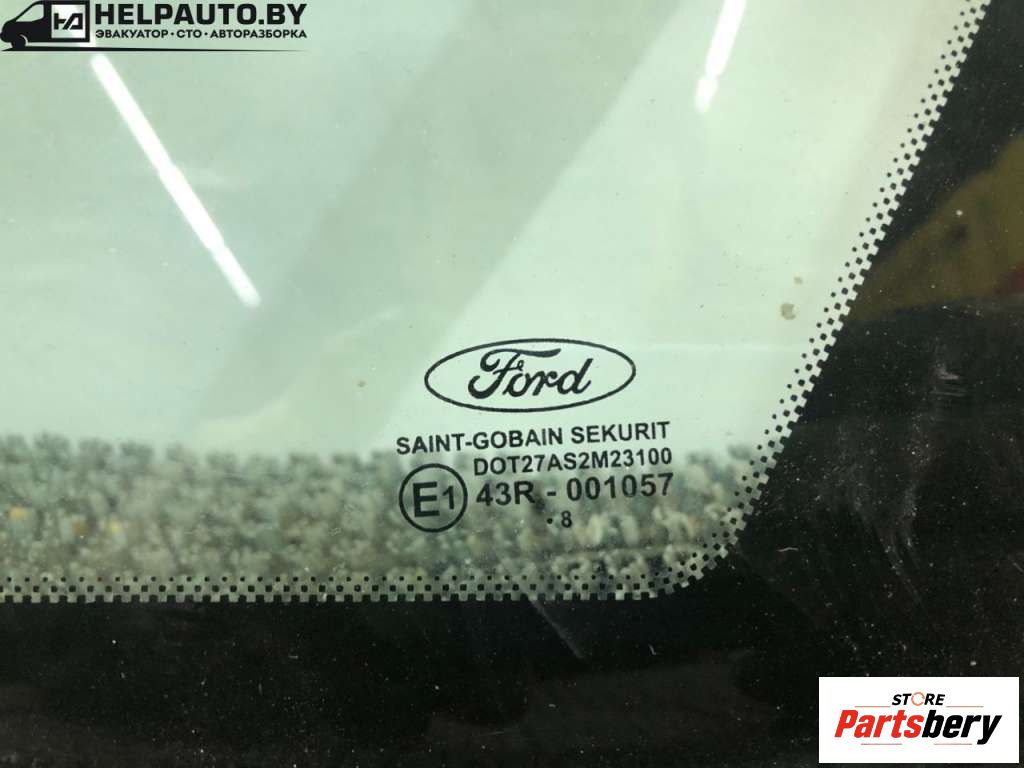 HELPAUTO.BY
ЭВАКУАТОР · СТО · АВТОРАЗБОРКА
Ford
SAINT-GOBAIN SEKURIT
DOT27AS2M23100
E1 43R - 001057
. 8
STORE
Partsbery